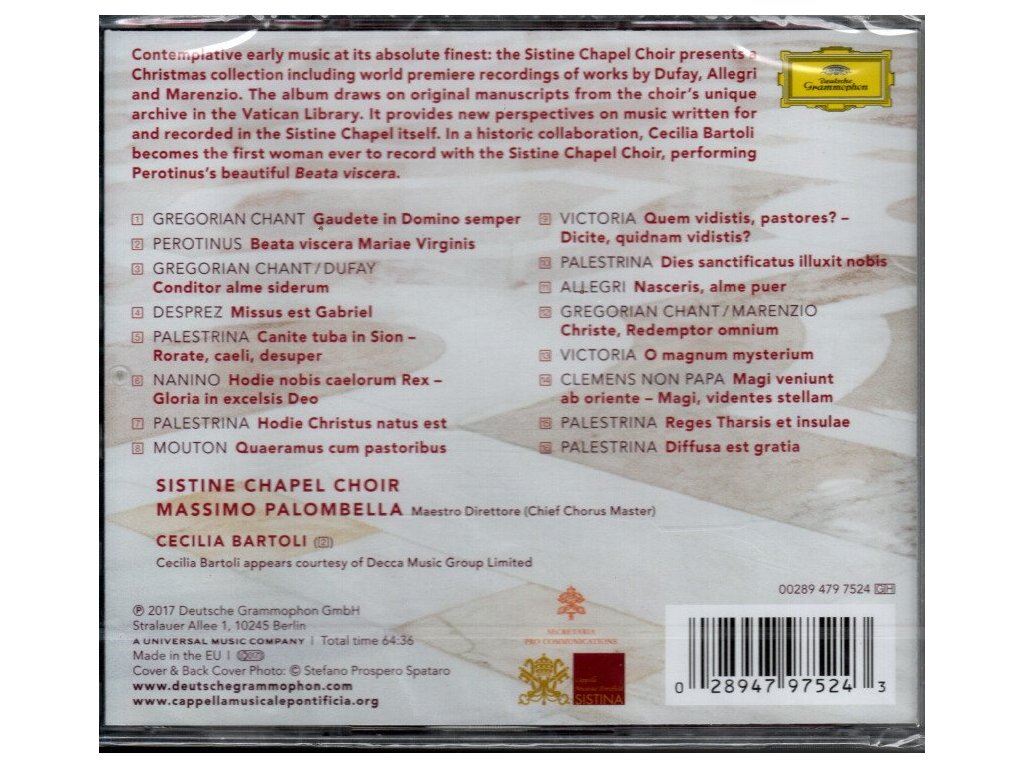 Contemplative early music at its absolute finest: the Sistine Chapel Choir presents a
Christmas collection including world premiere recordings of works by Dufay, Allegri
and Marenzio. The album draws on original manuscripts from the choir's unique
archive in the Vatican Library. It provides new perspectives on music written for
and recorded in the Sistine Chapel itself. In a historic collaboration, Cecilia Bartoli
becomes the first woman ever to record with the Sistine Chapel Choir, performing
Perotinus's beautiful Beata viscera.
Deutsche
Grammophon
1 GREGORIAN CHANT Gaudete in Domino semper
2 PEROTINUS Beata viscera Mariae Virginis
3 GREGORIAN CHANT/DUFAY
Conditor alme siderum
4 DESPREZ Missus est Gabriel
5 PALESTRINA Canite tuba in Sion –
Rorate, caeli, desuper
6 NANINO Hodie nobis caelorum Rex –
Gloria in excelsis Deo
7 PALESTRINA Hodie Christus natus est
8 MOUTON Quaeramus cum pastoribus
9 VICTORIA Quem vidistis, pastores? –
Dicite, quidnam vidistis?
10 PALESTRINA Dies sanctificatus illuxit nobis
11 ALLEGRI Nasceris, alme puer
12 GREGORIAN CHANT/MARENZIO
Christe, Redemptor omnium
13 VICTORIA O magnum mysterium
14 CLEMENS NON PAPA Magi veniunt
ab oriente – Magi, videntes stellam
15 PALESTRINA Reges Tharsis et insulae
16 PALESTRINA Diffusa est gratia
SISTINE CHAPEL CHOIR
MASSIMO PALOMBELLA Maestro Direttore (Chief Chorus Master)
CECILIA BARTOLI (2)
Cecilia Bartoli appears courtesy of Decca Music Group Limited
℗ 2017 Deutsche Grammophon GmbH
Stralauer Allee 1, 10245 Berlin
A UNIVERSAL MUSIC COMPANY | Total time 64:36
Made in the EU |
Cover & Back Cover Photo: © Stefano Prospero Spataro
www.deutschegrammophon.com
www.cappellamusicalepontificia.org
SECRETARIA
PRO COMMUNICATIONE
Cappella
Musicale Pontificia
SISTINA
00289 479 7524 GH
0 28947 97524 3